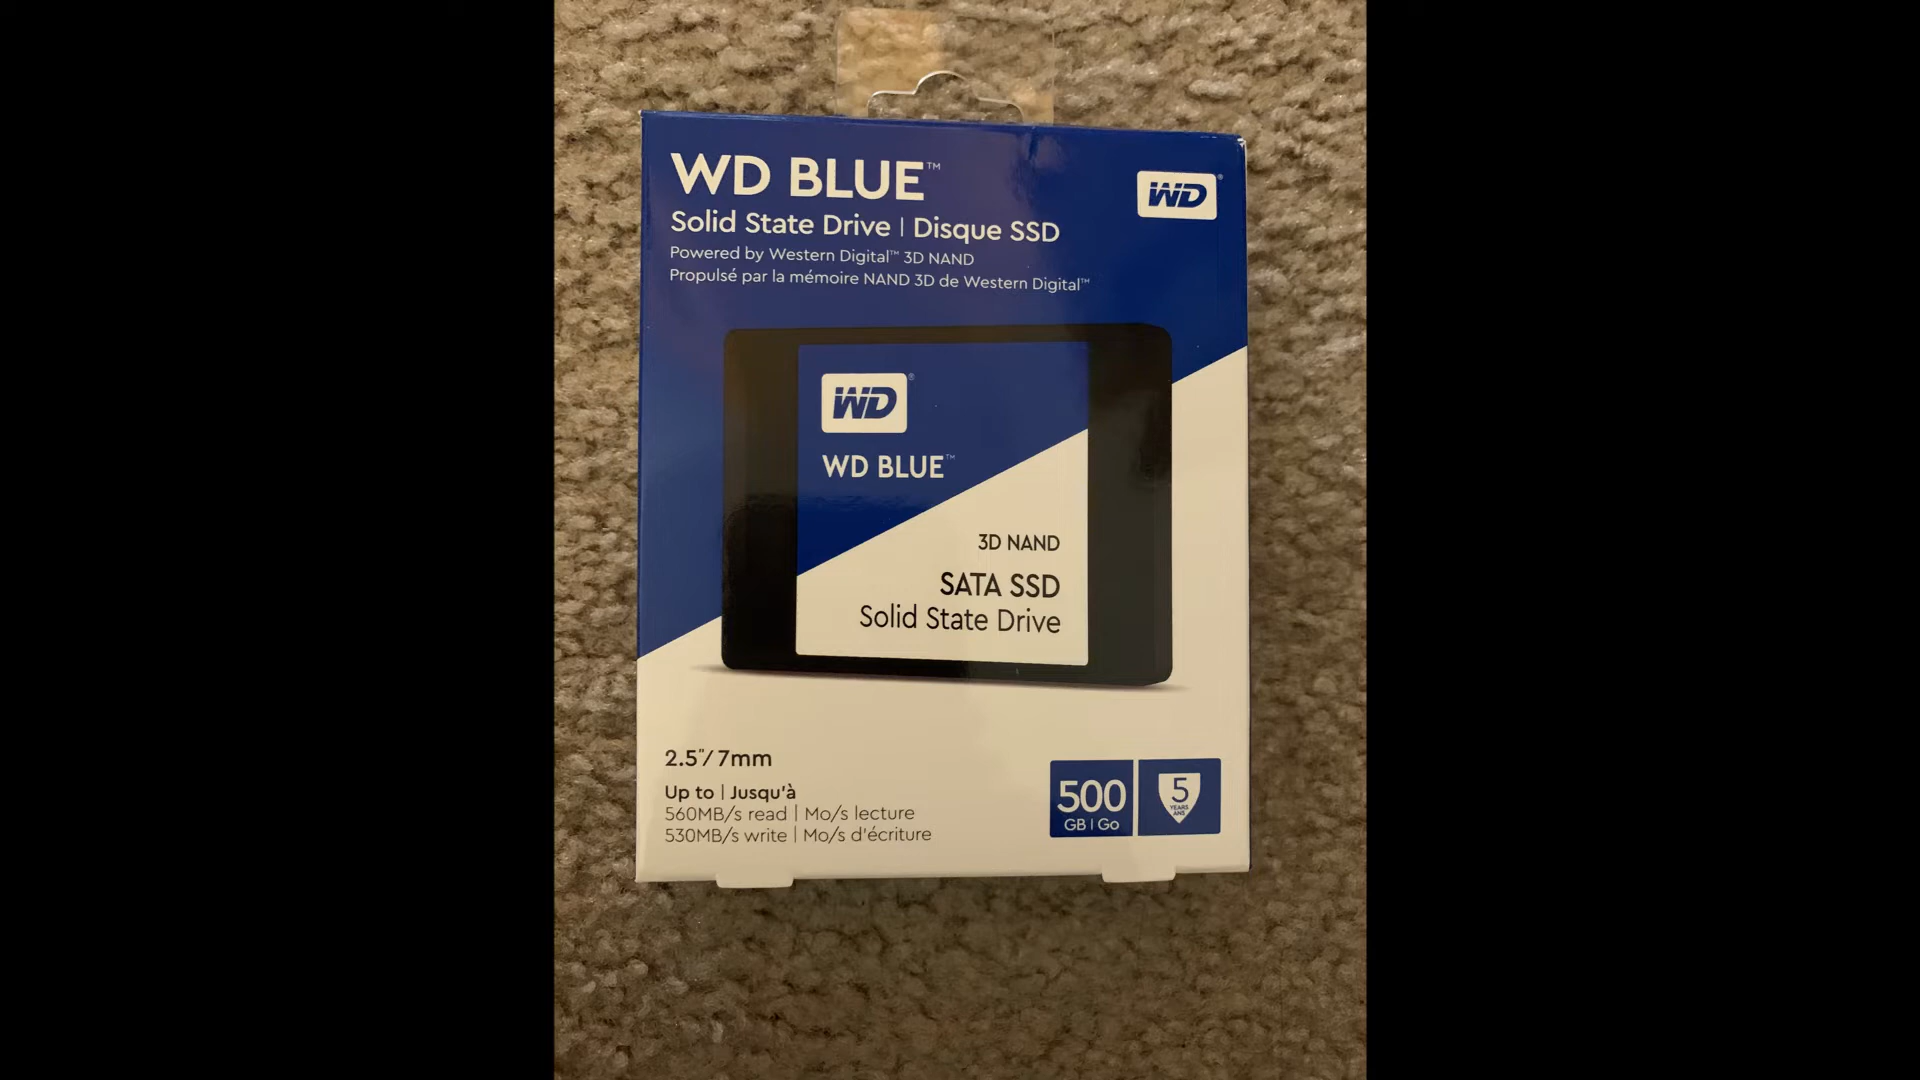 WD BLUE™
WD®
Solid State Drive | Disque SSD
Powered by Western Digital™ 3D NAND
Propulsé par la mémoire NAND 3D de Western Digital™
WD®
WD BLUE™
3D NAND
SATA SSD
Solid State Drive
2.5"/7mm
Up to | Jusqu'à
560MB/s read | Mo/s lecture
530MB/s write | Mo/s d'écriture
500
GB | Go
5
YEARS
ANS